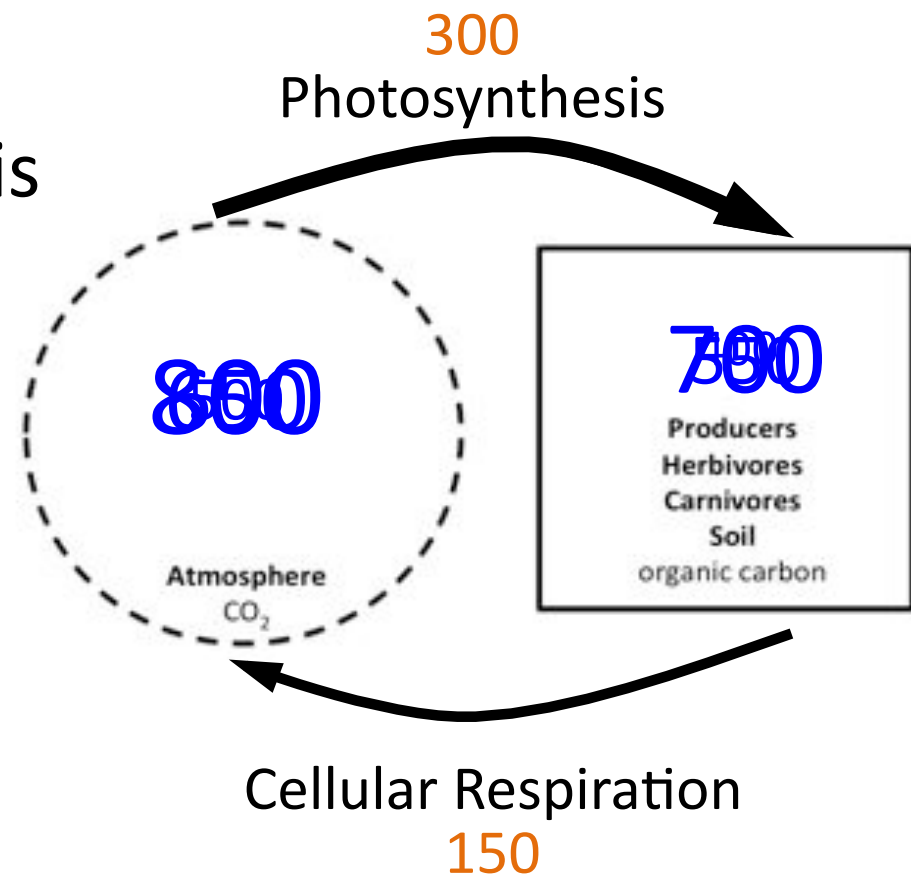 300
Photosynthesis
is
Producers
Herbivores
Carnivores
Soil
organic carbon
Atmosphere
CO₂
Cellular Respiration
150